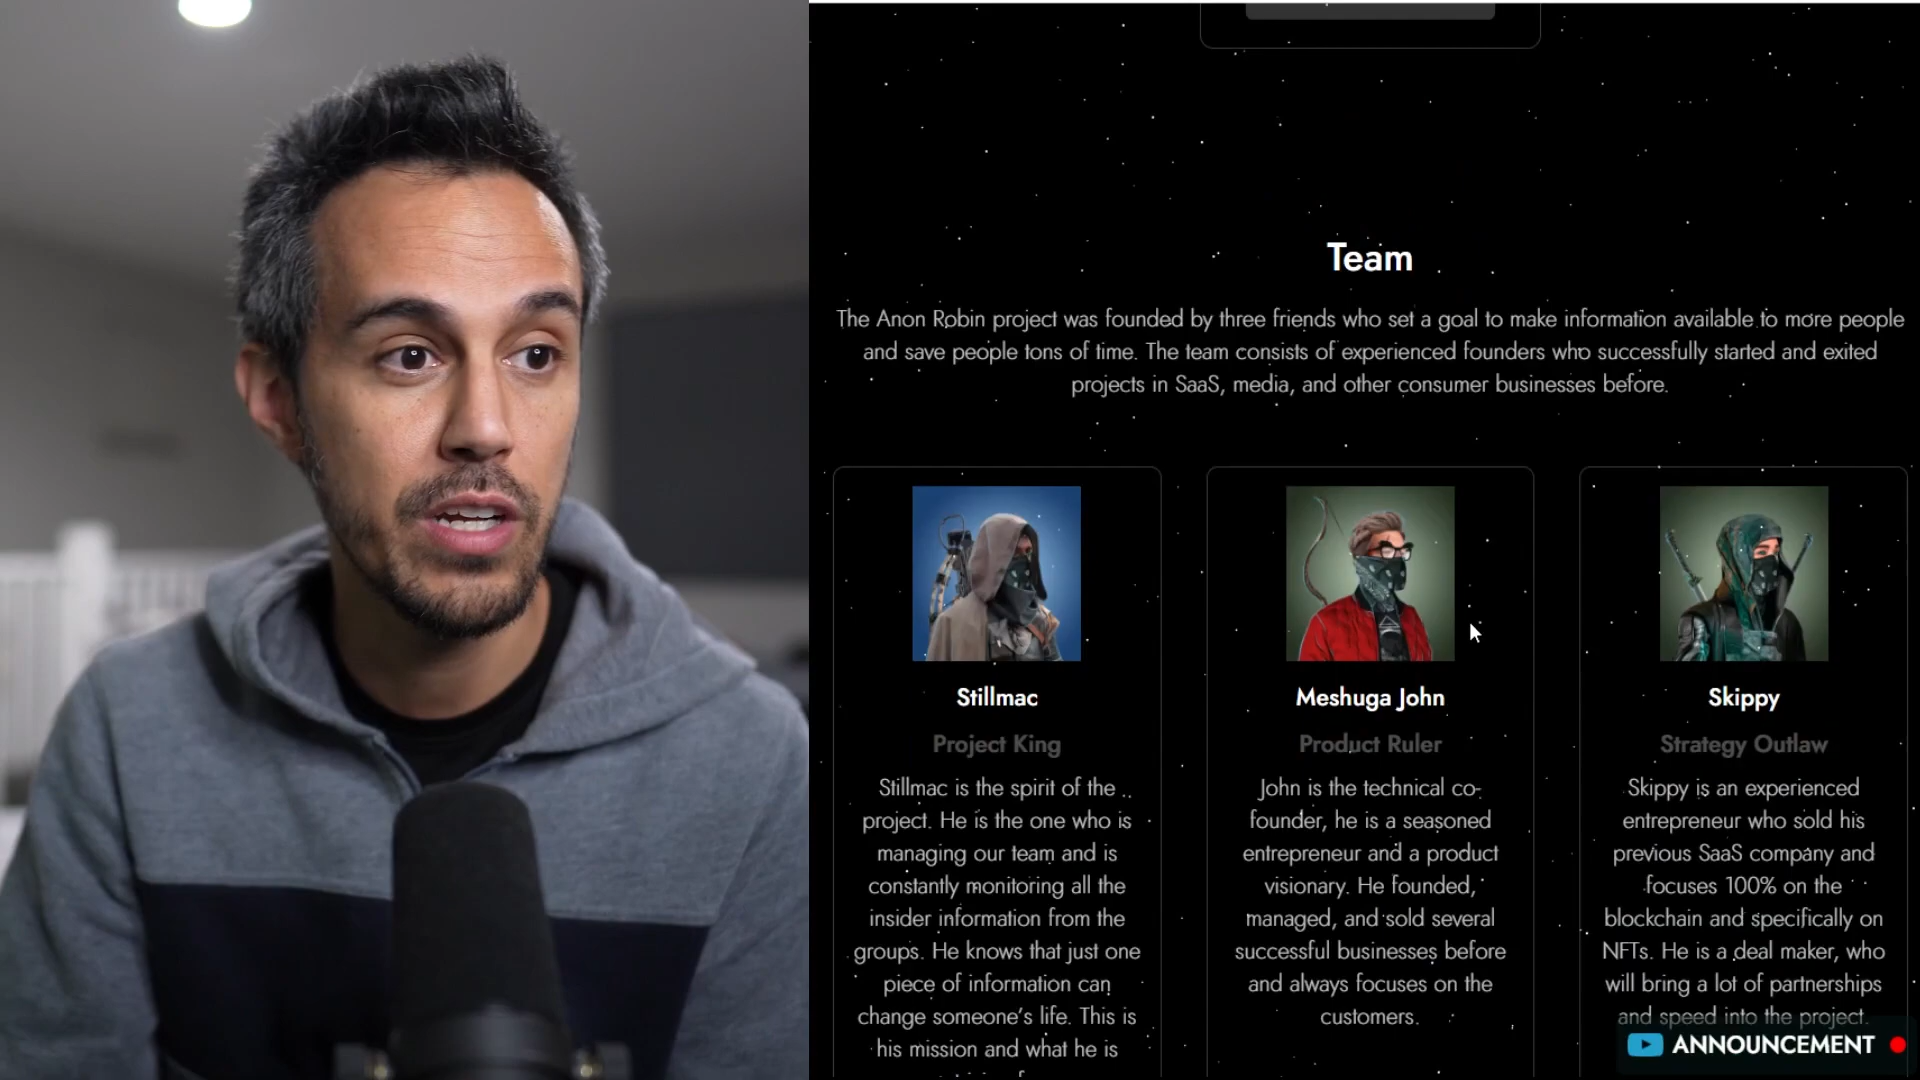 Team
The Anon Robin project was founded by three friends who set a goal to make information available to more people
and save people tons of time. The team consists of experienced founders who successfully started and exited
projects in SaaS, media, and other consumer businesses before.
Stillmac
Project King
Stillmac is the spirit of the
project. He is the one who is
managing our team and is
constantly monitoring all the
insider information from the
groups. He knows that just one
piece of information can
change someone's life. This is
his mission and what he is
Meshuga John
Product Ruler
John is the technical co-
founder, he is a seasoned
entrepreneur and a product
visionary. He founded,
managed, and sold several
successful businesses before
and always focuses on the
customers.
Skippy
Strategy Outlaw
Skippy is an experienced
entrepreneur who sold his
previous SaaS company and
focuses 100% on the
blockchain and specifically on
NFTs. He is a deal maker, who
will bring a lot of partnerships
and speed into the project.
ANNOUNCEMENT